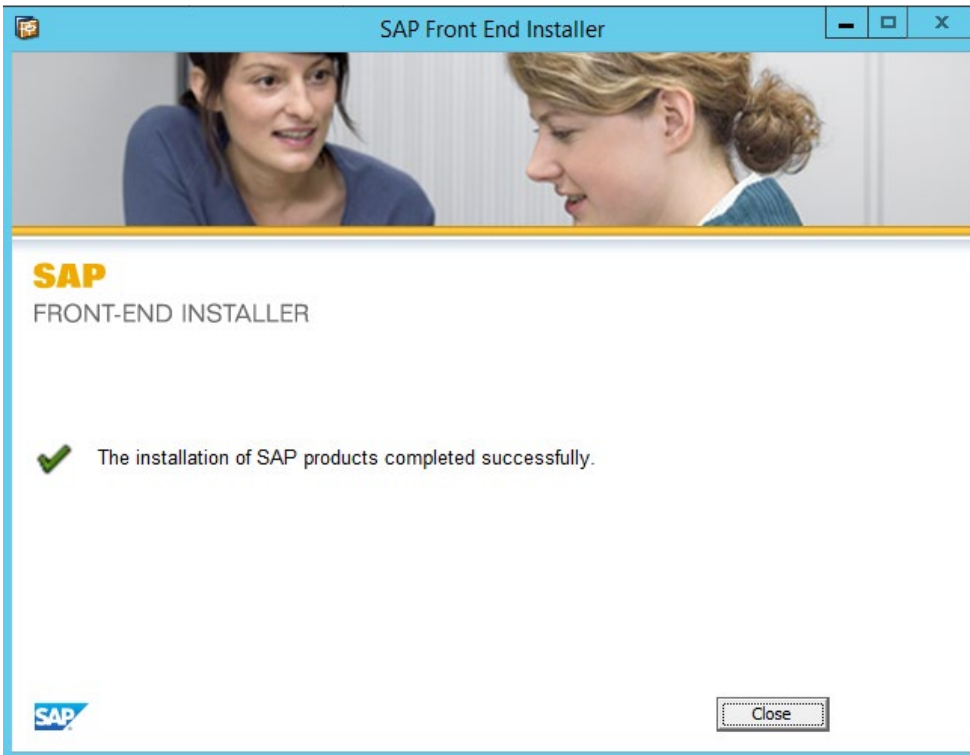 SAP Front End Installer
SAP
FRONT-END INSTALLER
The installation of SAP products completed successfully.
SAP
Close